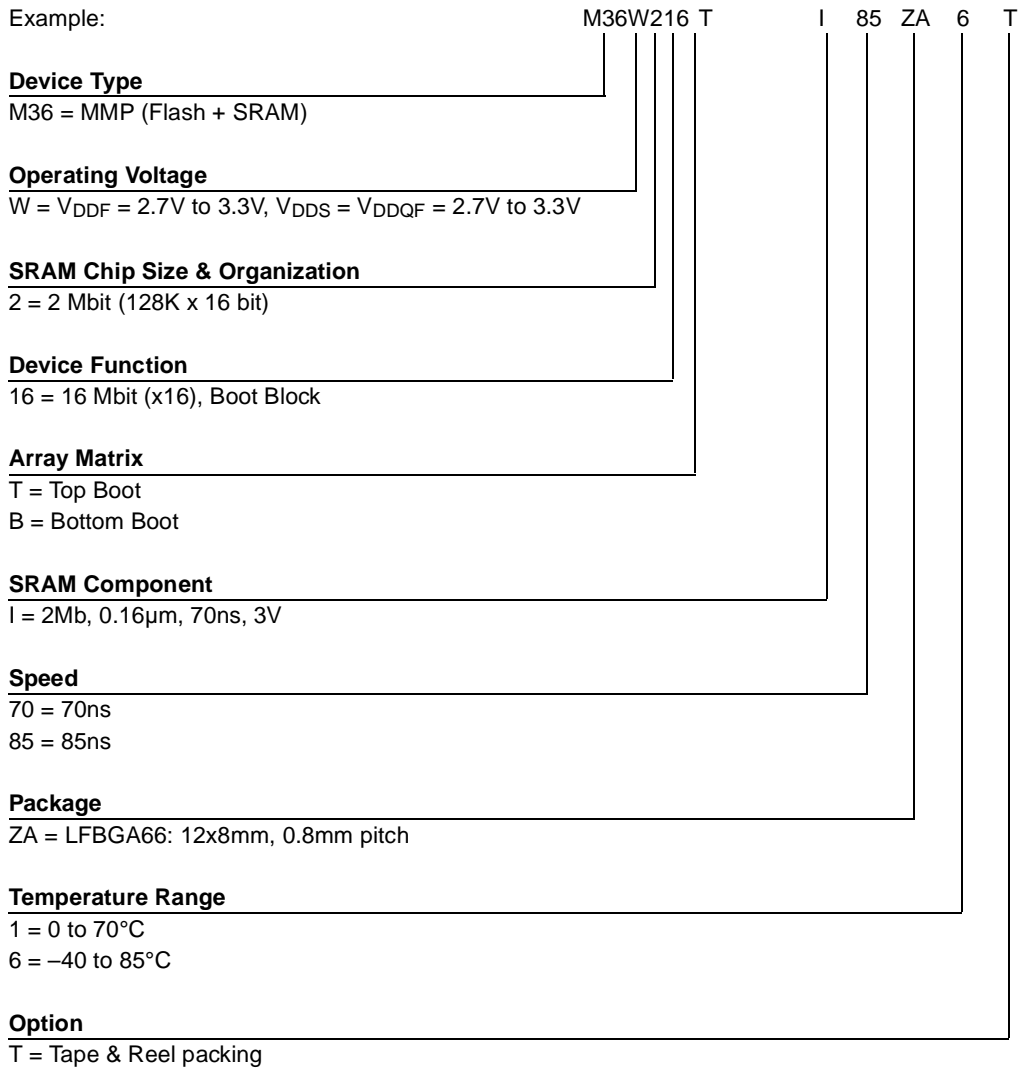 Example: M36W216 T I 85 ZA 6 T
Device Type
M36 = MMP (Flash + SRAM)
Operating Voltage
W = VDDF = 2.7V to 3.3V, VDDS = VDDQF = 2.7V to 3.3V
SRAM Chip Size & Organization
2 = 2 Mbit (128K x 16 bit)
Device Function
16 = 16 Mbit (x16), Boot Block
Array Matrix
T = Top Boot
B = Bottom Boot
SRAM Component
I = 2Mb, 0.16µm, 70ns, 3V
Speed
70 = 70ns
85 = 85ns
Package
ZA = LFBGA66: 12x8mm, 0.8mm pitch
Temperature Range
1 = 0 to 70°C
6 = –40 to 85°C
Option
T = Tape & Reel packing